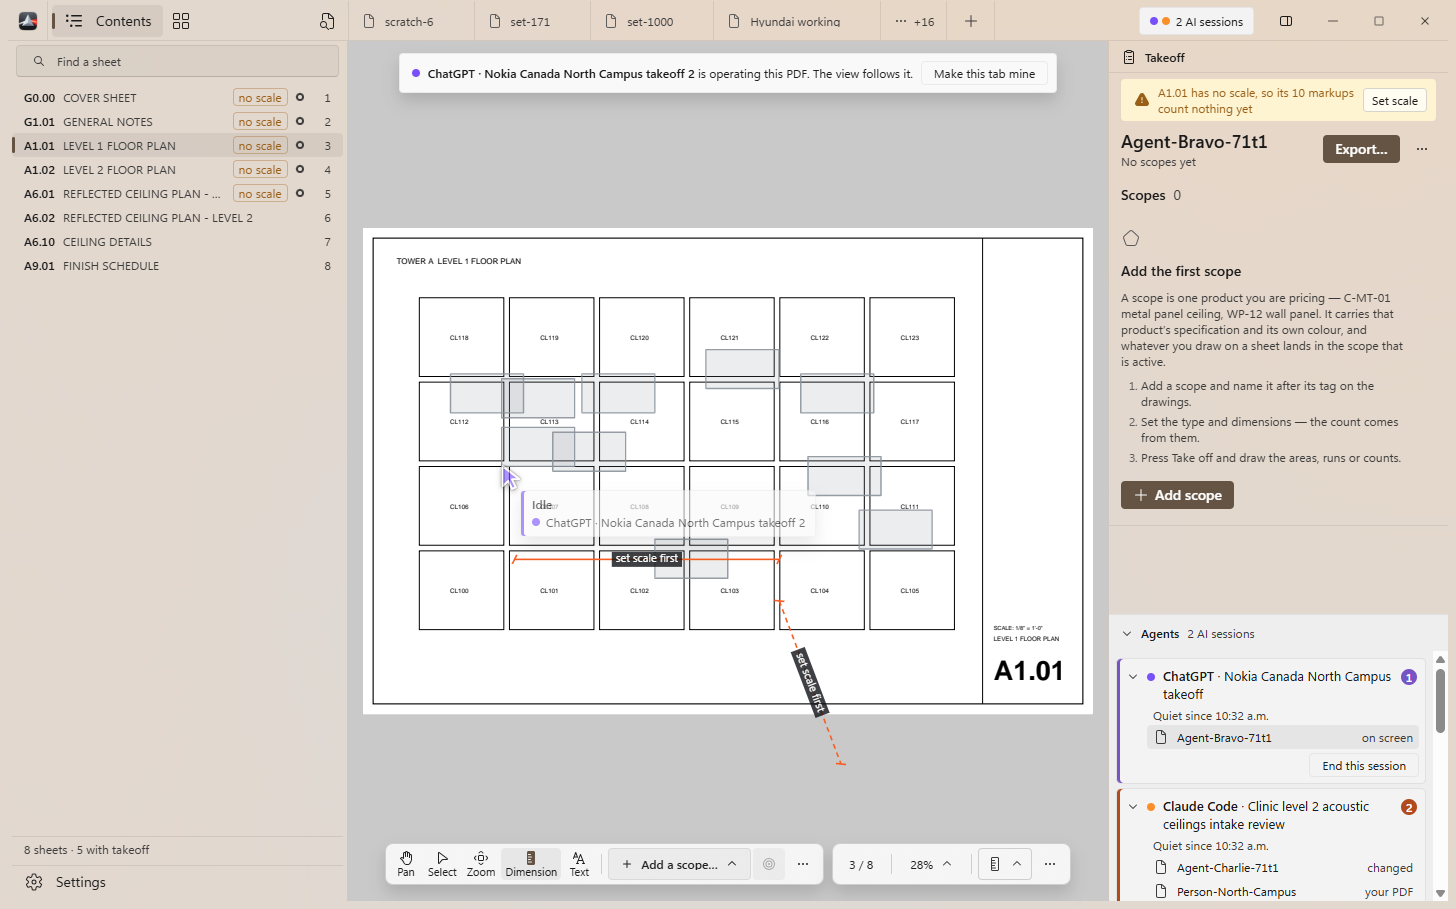 Contents
scratch-6
set-171
set-1000
Hyundai working
+16
2 AI sessions
Find a sheet
G0.00 COVER SHEET no scale 1
G1.01 GENERAL NOTES no scale 2
A1.01 LEVEL 1 FLOOR PLAN no scale 3
A1.02 LEVEL 2 FLOOR PLAN no scale 4
A6.01 REFLECTED CEILING PLAN - ... no scale 5
A6.02 REFLECTED CEILING PLAN - LEVEL 2 6
A6.10 CEILING DETAILS 7
A9.01 FINISH SCHEDULE 8
8 sheets · 5 with takeoff
Settings
ChatGPT · Nokia Canada North Campus takeoff 2 is operating this PDF. The view follows it.
Make this tab mine
TOWER A LEVEL 1 FLOOR PLAN
CL118 CL119 CL120 CL121 CL122 CL123
CL112 CL113 CL114 CL115 CL116 CL117
CL106 CL108 CL109 CL110 CL111
Idle
ChatGPT · Nokia Canada North Campus takeoff 2
set scale first
CL100 CL101 CL102 CL103 CL104 CL105
set scale first
SCALE: 1/8" = 1'-0"
LEVEL 1 FLOOR PLAN
A1.01
Pan
Select
Zoom
Dimension
Text
Add a scope...
3 / 8
28%
Takeoff
A1.01 has no scale, so its 10 markups
count nothing yet
Set scale
Agent-Bravo-71t1
No scopes yet
Export...
Scopes 0
Add the first scope
A scope is one product you are pricing — C-MT-01
metal panel ceiling, WP-12 wall panel. It carries that
product's specification and its own colour, and
whatever you draw on a sheet lands in the scope that
is active.
1. Add a scope and name it after its tag on the
drawings.
2. Set the type and dimensions — the count comes
from them.
3. Press Take off and draw the areas, runs or counts.
Add scope
Agents 2 AI sessions
ChatGPT · Nokia Canada North Campus 1
takeoff
Quiet since 10:32 a.m.
Agent-Bravo-71t1 on screen
End this session
Claude Code · Clinic level 2 acoustic 2
ceilings intake review
Quiet since 10:32 a.m.
Agent-Charlie-71t1 changed
Person-North-Campus your PDF